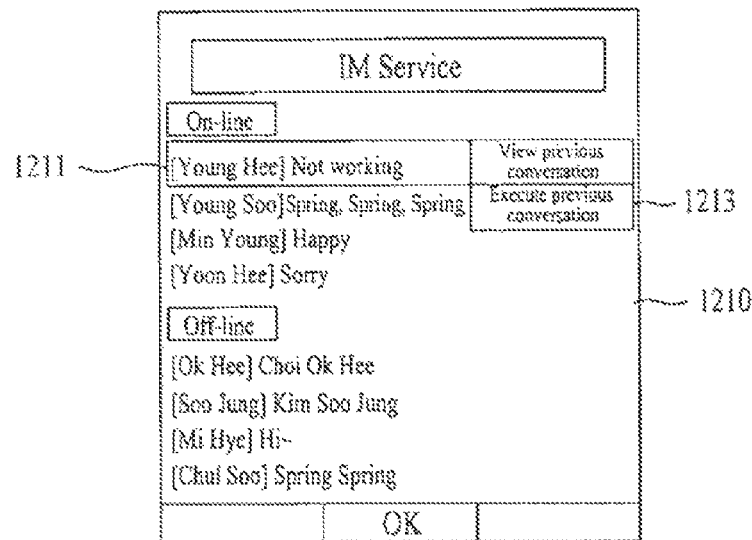 IM Service
On-line
1211
[Young Hee] Not working
View previous
conversation
[Young Soo] Spring, Spring, Spring
Execute previous
conversation
1213
[Min Young] Happy
[Yoon Hee] Sorry
1210
Off-line
[Ok Hee] Choi Ok Hee
[Soo Jung] Kim Soo Jung
[Mi Hye] Hi~
[Chul Soo] Spring Spring
OK